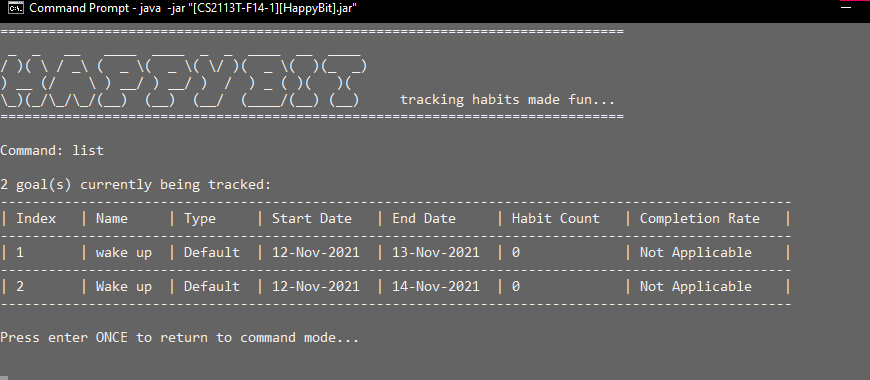 Command Prompt - java -jar "[CS2113T-F14-1][HappyBit].jar"
==============================================================================
 _  _   __   ____  ____  _  _  ____  __  ____
/ )( \ / _\ (  _ \(  _ \( \/ )(  _ \(  )(_  _)
) __ (/    \ ) __/ ) __/ )  /  ) _ ( )(   )(
\_)(_/\_/\_/(__)  (__)  (__/  (____/(__) (__)    tracking habits made fun...
==============================================================================
Command: list
2 goal(s) currently being tracked:
---------------------------------------------------------------------------------------------------
| Index   | Name     | Type     | Start Date   | End Date     | Habit Count   | Completion Rate   |
---------------------------------------------------------------------------------------------------
| 1       | wake up  | Default  | 12-Nov-2021  | 13-Nov-2021  | 0             | Not Applicable    |
---------------------------------------------------------------------------------------------------
| 2       | Wake up  | Default  | 12-Nov-2021  | 14-Nov-2021  | 0             | Not Applicable    |
---------------------------------------------------------------------------------------------------
Press enter ONCE to return to command mode...